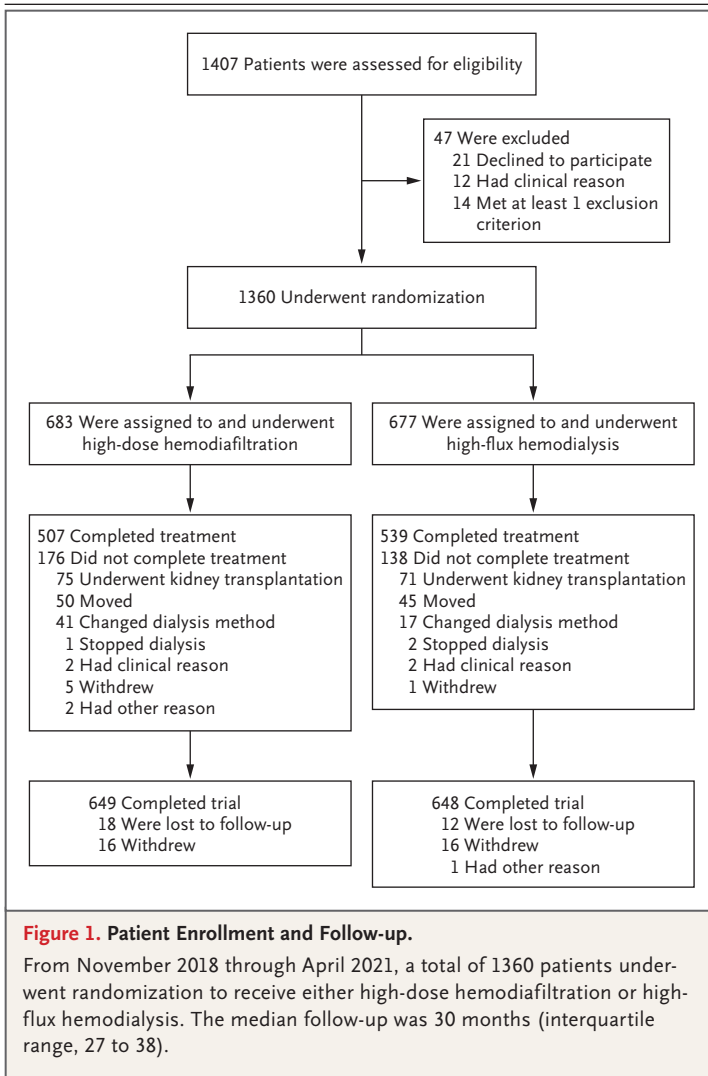 1407 Patients were assessed for eligibility
47 Were excluded
21 Declined to participate
12 Had clinical reason
14 Met at least 1 exclusion
criterion
1360 Underwent randomization
683 Were assigned to and underwent
high-dose hemodiafiltration
677 Were assigned to and underwent
high-flux hemodialysis
507 Completed treatment
176 Did not complete treatment
75 Underwent kidney transplantation
50 Moved
41 Changed dialysis method
1 Stopped dialysis
2 Had clinical reason
5 Withdrew
2 Had other reason
539 Completed treatment
138 Did not complete treatment
71 Underwent kidney transplantation
45 Moved
17 Changed dialysis method
2 Stopped dialysis
2 Had clinical reason
1 Withdrew
649 Completed trial
18 Were lost to follow-up
16 Withdrew
648 Completed trial
12 Were lost to follow-up
16 Withdrew
1 Had other reason
Figure 1. Patient Enrollment and Follow-up.
From November 2018 through April 2021, a total of 1360 patients under-
went randomization to receive either high-dose hemodiafiltration or high-
flux hemodialysis. The median follow-up was 30 months (interquartile
range, 27 to 38).